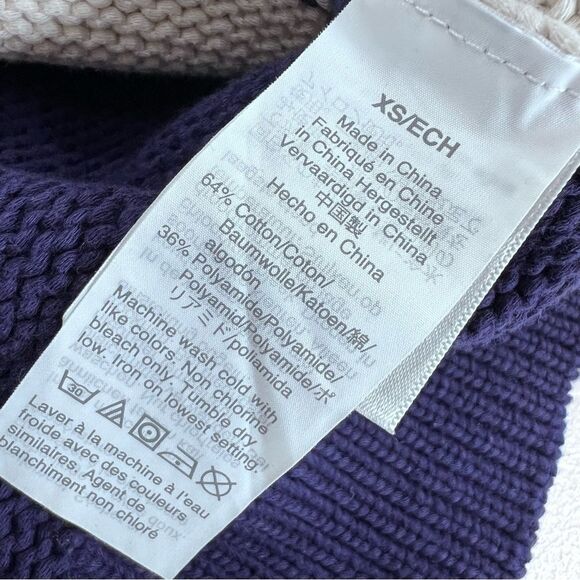 XS/ECH
Made in China
Fabriqué en Chine
in China Hergestellt
Vervaardigd in China
中国製
Hecho en China
64% Cotton/Coton/
Baumwolle/Katoen/綿/
algodón
36% Polyamide/Polyamide/
Polyamid/Polyamide/ポ
リアミド/poliamida
Machine wash cold with
like colors. Non chlorine
bleach only. Tumble dry
low. Iron on lowest setting.
30
Laver à la machine à l'eau
froide avec des couleurs
similaires. Agent de
blanchiment non chloré